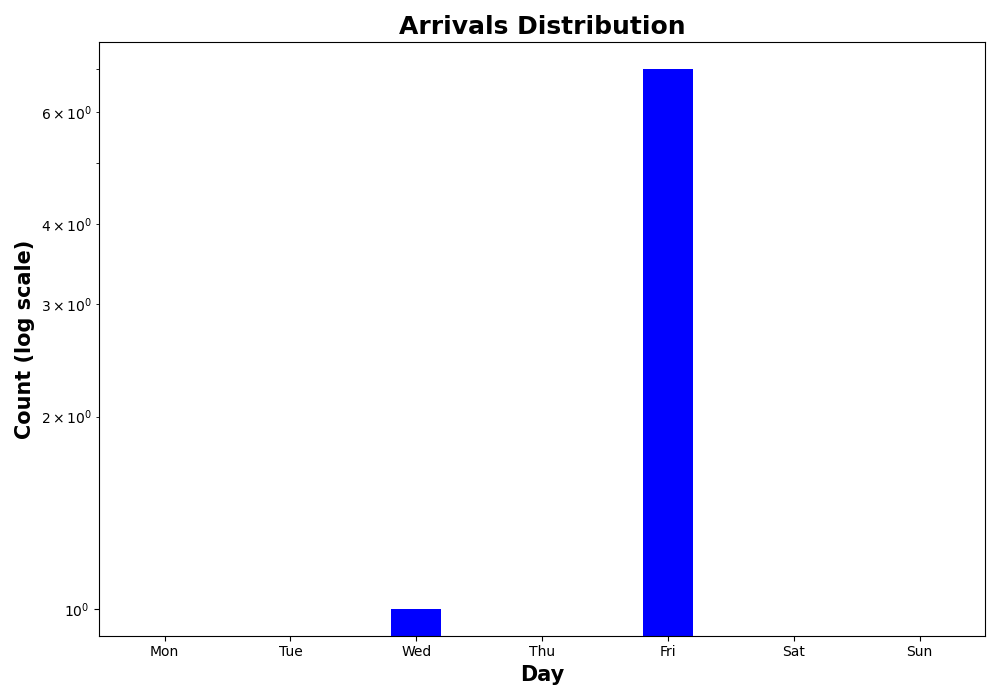 Arrivals Distribution
Count (log scale)
6 × 10⁰
4 × 10⁰
3 × 10⁰
2 × 10⁰
10⁰
Mon Tue Wed Thu Fri Sat Sun
Day